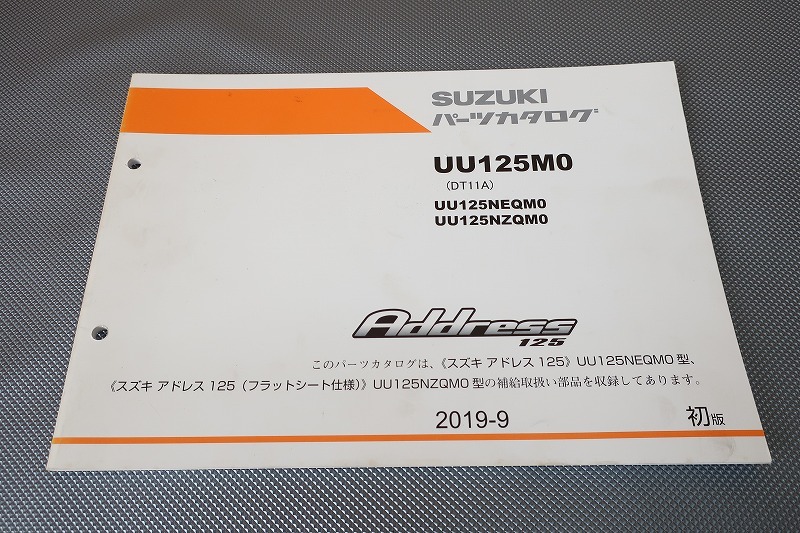 SUZUKI
パーツカタログ
UU125M0
(DT11A)
UU125NEQM0
UU125NZQM0
Address
125
このパーツカタログは、《スズキ アドレス 125》UU125NEQM0 型、
《スズキ アドレス 125（フラットシート仕様）》UU125NZQM0 型の補給取扱い部品を収録してあります。
2019-9
初版